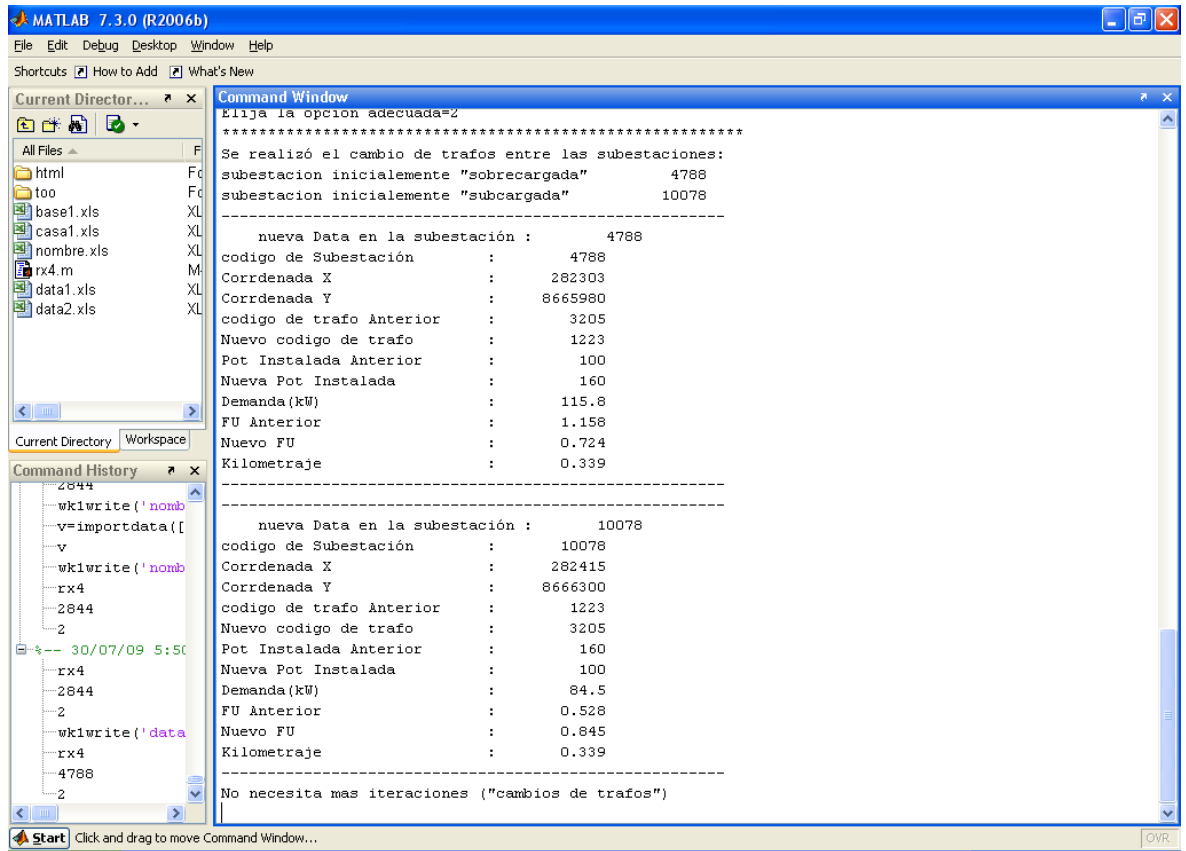 MATLAB 7.3.0 (R2006b)
File Edit Debug Desktop Window Help
Shortcuts How to Add What's New
Current Director...
All Files F
html Fo
too Fo
base1.xls XL
casa1.xls XL
nombre.xls XL
rx4.m M-
data1.xls XL
data2.xls XL
Current Directory Workspace
Command History
2844
wk1write('nomb
v=importdata([
v
wk1write('nomb
rx4
2844
2
%-- 30/07/09 5:50
rx4
2844
2
wk1write('data
rx4
4788
2
Command Window
Elija la opcion adecuada=2
*********************************************************
Se realizó el cambio de trafos entre las subestaciones:
subestacion inicialemente "sobrecargada" 4788
subestacion inicialemente "subcargada" 10078
-------------------------------------------------------
nueva Data en la subestación : 4788
codigo de Subestación : 4788
Corrdenada X : 282303
Corrdenada Y : 8665980
codigo de trafo Anterior : 3205
Nuevo codigo de trafo : 1223
Pot Instalada Anterior : 100
Nueva Pot Instalada : 160
Demanda(kW) : 115.8
FU Anterior : 1.158
Nuevo FU : 0.724
Kilometraje : 0.339
-------------------------------------------------------
-------------------------------------------------------
nueva Data en la subestación : 10078
codigo de Subestación : 10078
Corrdenada X : 282415
Corrdenada Y : 8666300
codigo de trafo Anterior : 1223
Nuevo codigo de trafo : 3205
Pot Instalada Anterior : 160
Nueva Pot Instalada : 100
Demanda(kW) : 84.5
FU Anterior : 0.528
Nuevo FU : 0.845
Kilometraje : 0.339
-------------------------------------------------------
No necesita mas iteraciones ("cambios de trafos")
Start Click and drag to move Command Window...
OVR